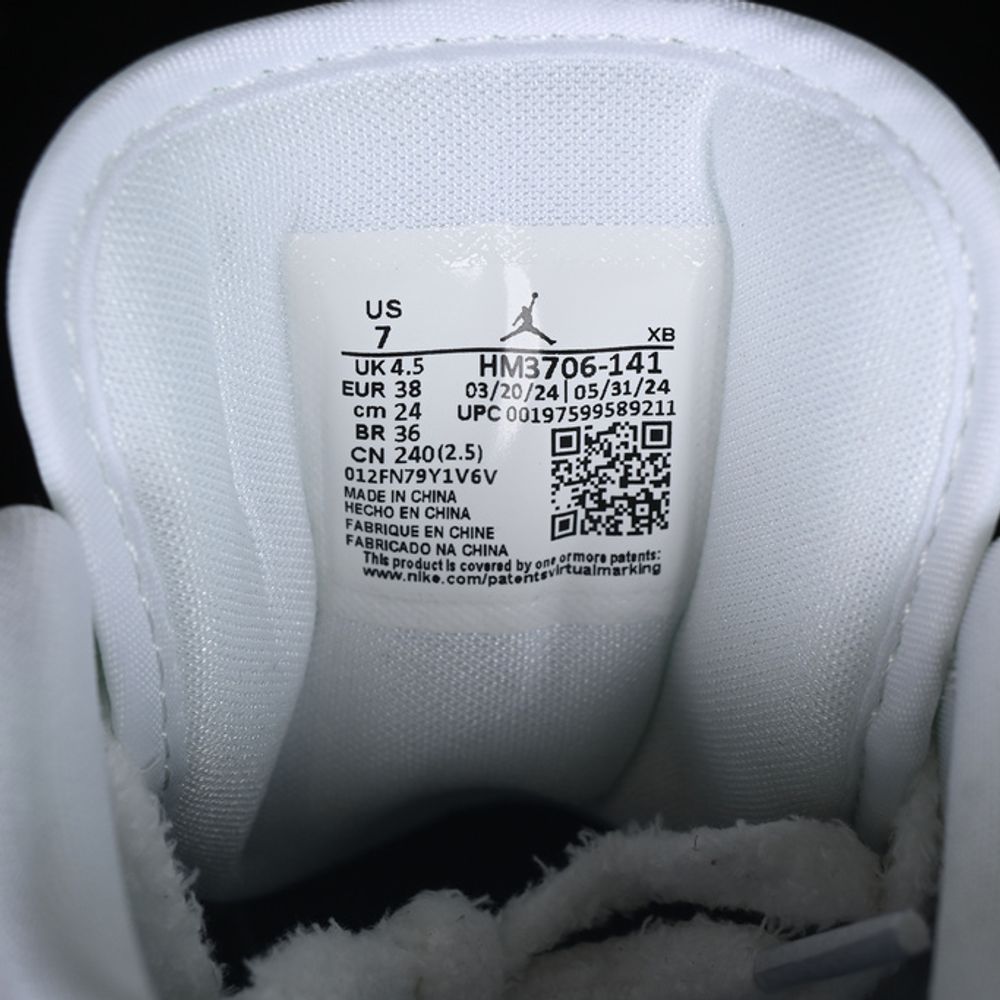 US
7
XB
UK 4.5
HM3706-141
EUR 38
03/20/24|05/31/24
cm 24
UPC 00197599589211
BR 36
CN 240(2.5)
012FN79Y1V6V
MADE IN CHINA
HECHO EN CHINA
FABRIQUE EN CHINE
FABRICADO NA CHINA
This product is covered by one or more patents:
www.nike.com/patentsvirtualmarking